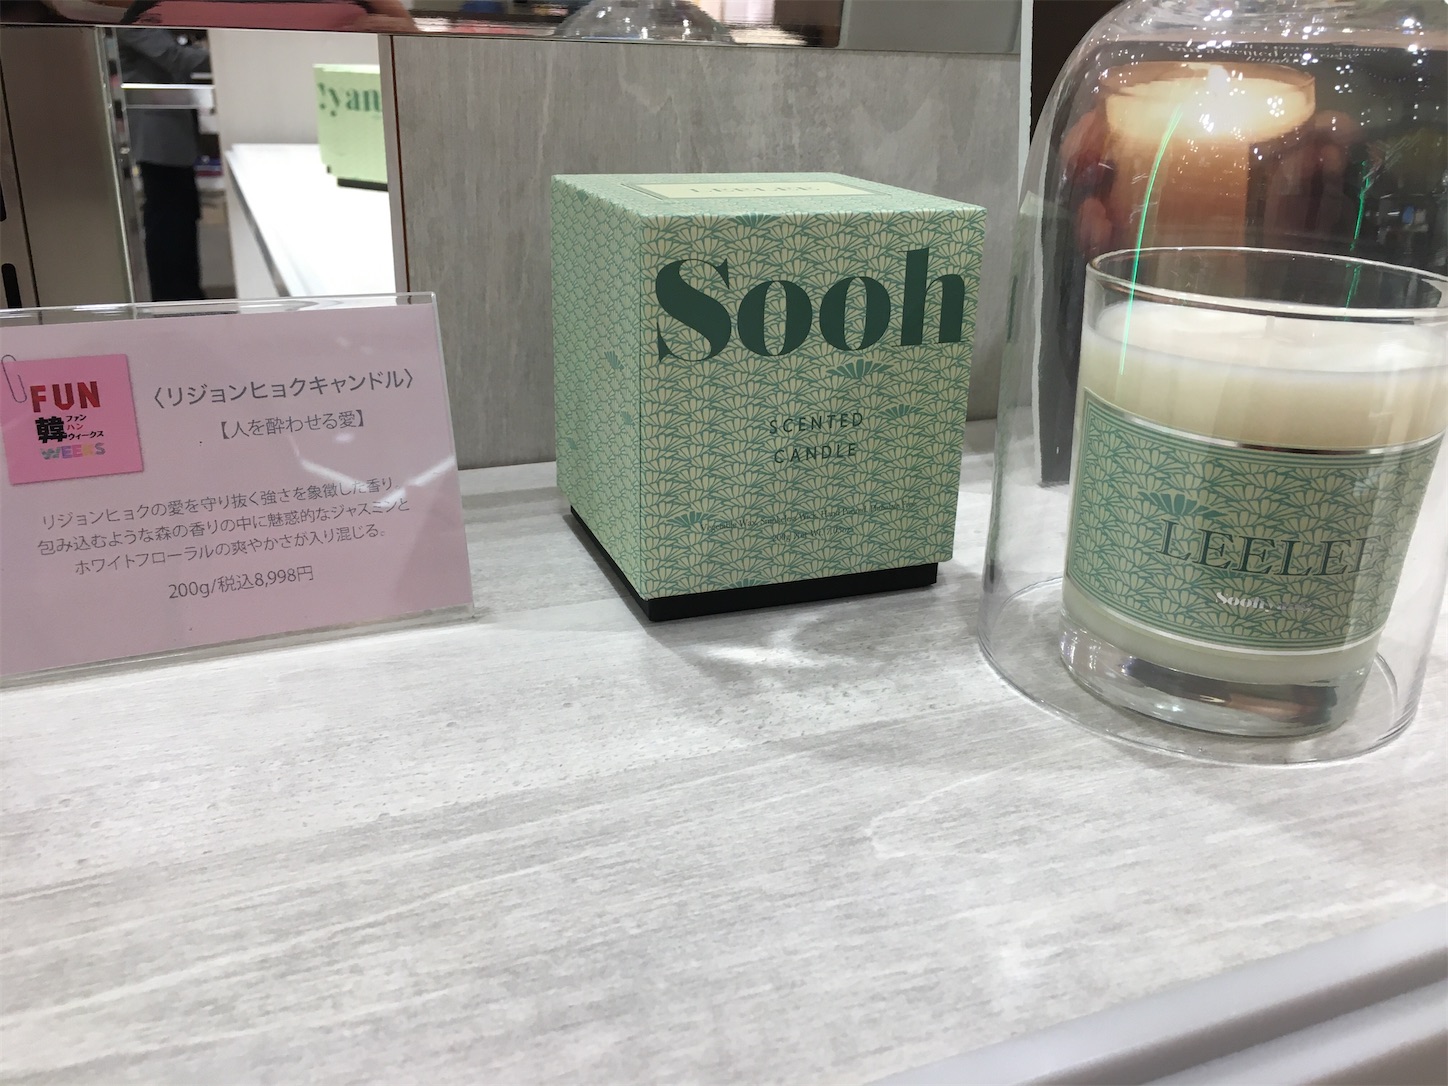 !yan
LEELEE
Sooh
SCENTED
CANDLE
FUN
韓
ファン
ハン
ウィークス
WEEKS
〈リジョンヒョクキャンドル〉
【人を酔わせる愛】
リジョンヒョクの愛を守り抜く強さを象徴した香り。
包み込むような森の香りの中に魅惑的なジャスミンと
ホワイトフローラルの爽やかさが入り混じる。
200g/税込8,998円
LEELEE